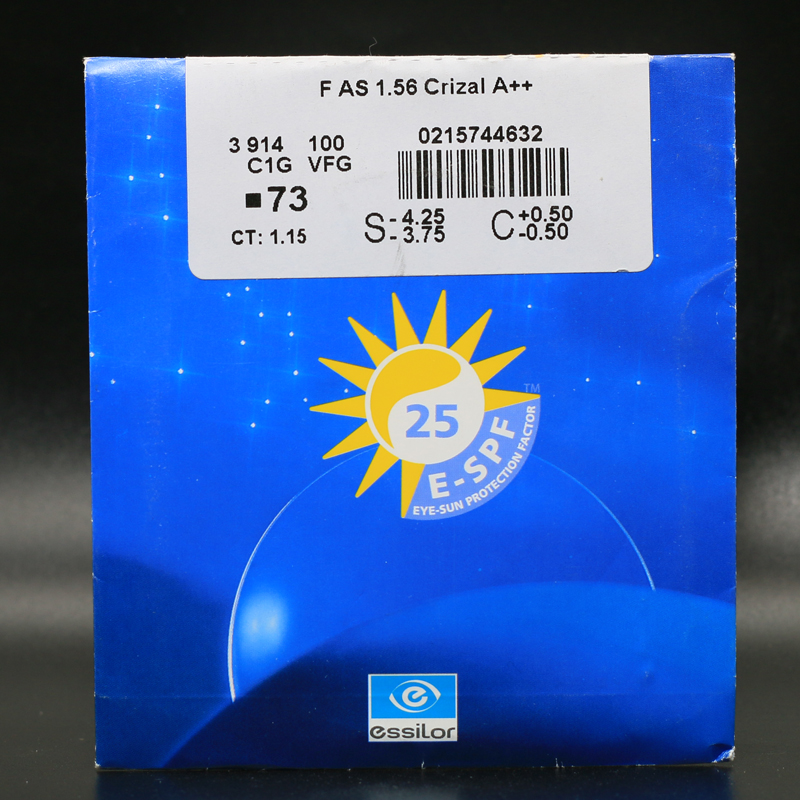 F AS 1.56 Crizal A++
3 914 100
C1G VFG
■73
CT: 1.15
0215744632
S - 4.25
- 3.75
C +0.50
-0.50
25
TM
E-SPF
EYE-SUN PROTECTION FACTOR
e
essilor